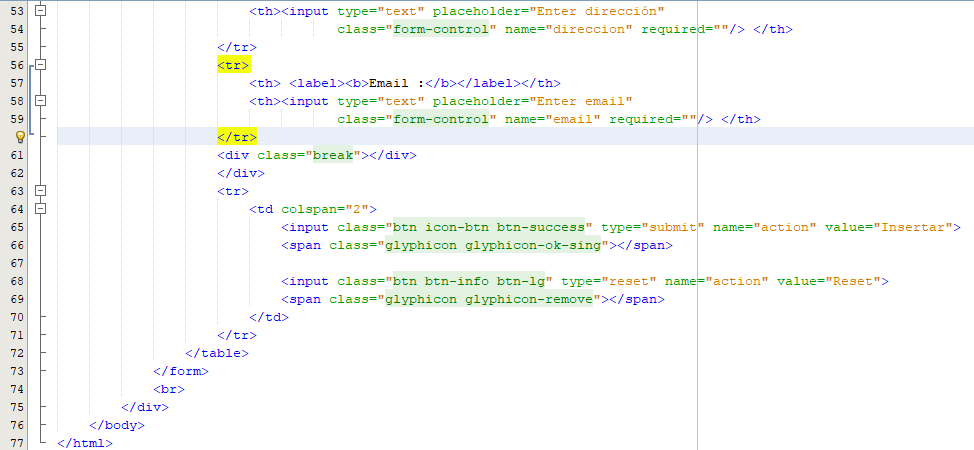 53 <th><input type="text" placeholder="Enter dirección"
54 class="form-control" name="direccion" required=""/> </th>
55 </tr>
56 <tr>
57 <th> <label><b>Email :</b></label></th>
58 <th><input type="text" placeholder="Enter email"
59 class="form-control" name="email" required=""/> </th>
</tr>
61 <div class="break"></div>
62 </div>
63 <tr>
64 <td colspan="2">
65 <input class="btn icon-btn btn-success" type="submit" name="action" value="Insertar">
66 <span class="glyphicon glyphicon-ok-sing"></span>
67
68 <input class="btn btn-info btn-lg" type="reset" name="action" value="Reset">
69 <span class="glyphicon glyphicon-remove"></span>
70 </td>
71 </tr>
72 </table>
73 </form>
74 <br>
75 </div>
76 </body>
77 </html>